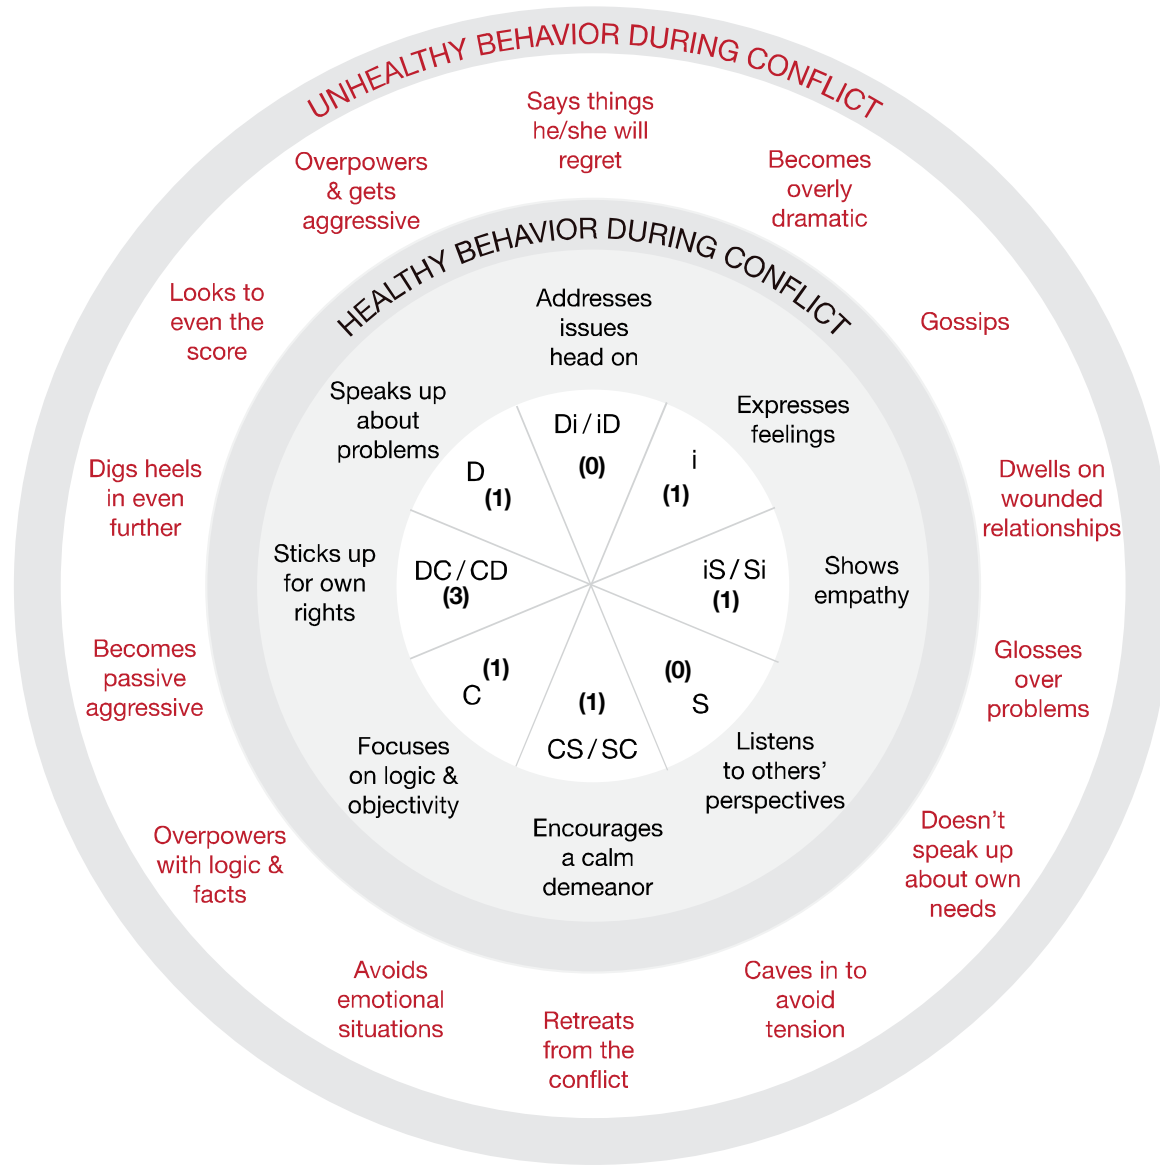 UNHEALTHY BEHAVIOR DURING CONFLICT
Says things
he/she will
regret
Becomes
overly
dramatic
Gossips
Dwells on
wounded
relationships
Glosses
over
problems
Doesn’t
speak up
about own
needs
Caves in to
avoid
tension
Retreats
from the
conflict
Avoids
emotional
situations
Overpowers
with logic &
facts
Becomes
passive
aggressive
Digs heels
in even
further
Looks to
even the
score
Overpowers
& gets
aggressive
HEALTHY BEHAVIOR DURING CONFLICT
Addresses
issues
head on
Expresses
feelings
Shows
empathy
Listens
to others’
perspectives
Encourages
a calm
demeanor
Focuses
on logic &
objectivity
Sticks up
for own
rights
Speaks up
about
problems
Di / iD
(0)
i
(1)
iS / Si
(1)
(0)
S
(1)
CS / SC
(1)
C
DC / CD
(3)
D
(1)